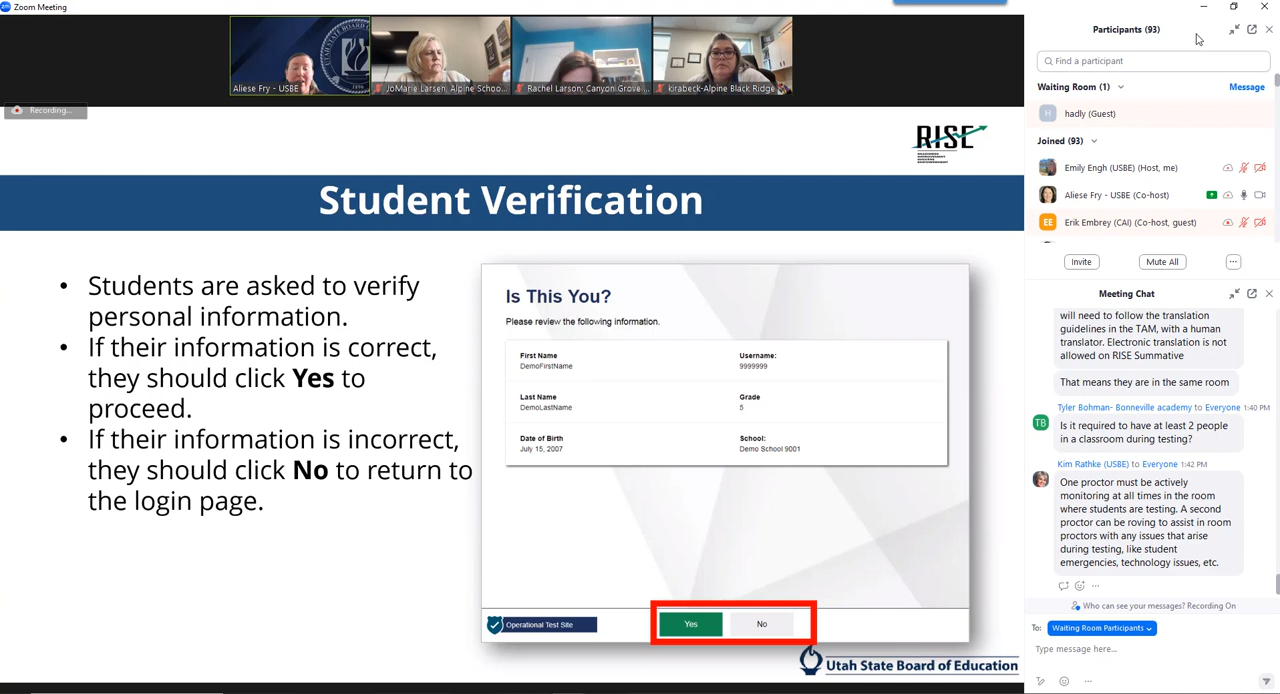 Zoom Meeting
Aliese Fry - USBE
JoMarie Larsen, Alpine Schoo...
Rachel Larson; Canyon Grove ...
kirabeck-Alpine Black Ridge
Recording...
RISE
Student Verification
• Students are asked to verify
personal information.
• If their information is correct,
they should click Yes to
proceed.
• If their information is incorrect,
they should click No to return to
the login page.
Is This You?
Please review the following information.
First Name
DemoFirstName
Username:
9999999
Last Name
DemoLastName
Grade
5
Date of Birth
July 15, 2007
School:
Demo School 9001
Operational Test Site
Yes
No
Utah State Board of Education
Participants (93)
Find a participant
Waiting Room (1)
Message
H
hadly (Guest)
Joined (93)
Emily Engh (USBE) (Host, me)
Aliese Fry - USBE (Co-host)
EE
Erik Embrey (CAI) (Co-host, guest)
Invite
Mute All
...
Meeting Chat
will need to follow the translation
guidelines in the TAM, with a human
translator. Electronic translation is not
allowed on RISE Summative
That means they are in the same room
Tyler Bohman- Bonneville academy to Everyone 1:40 PM
TB
Is it required to have at least 2 people
in a classroom during testing?
Kim Rathke (USBE) to Everyone 1:42 PM
One proctor must be actively
monitoring at all times in the room
where students are testing. A second
proctor can be roving to assist in room
proctors with any issues that arise
during testing, like student
emergencies, technology issues, etc.
Who can see your messages? Recording On
To: Waiting Room Participants
Type message here...